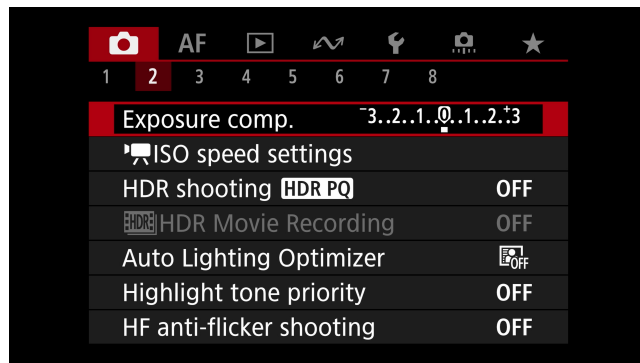 AF
1 2 3 4 5 6 7 8
Exposure comp. -3..2..1..0..1..2.+3
ISO speed settings
HDR shooting HDR PQ OFF
HDR HDR Movie Recording OFF
Auto Lighting Optimizer OFF
Highlight tone priority OFF
HF anti-flicker shooting OFF